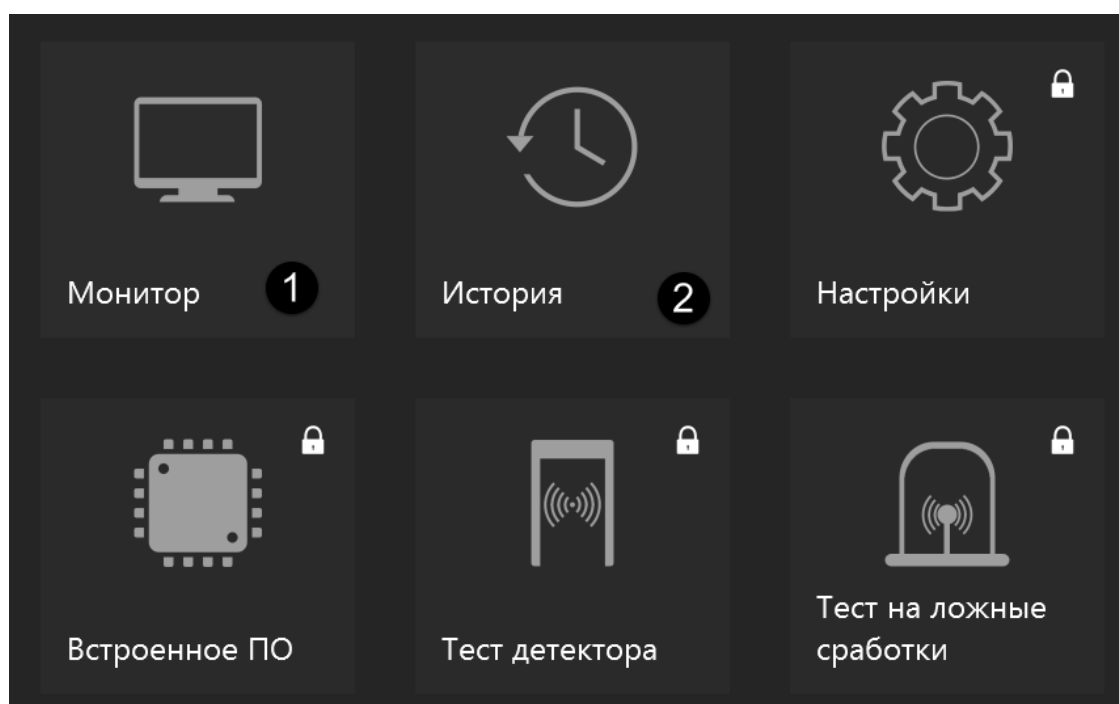 Монитор 1
История 2
Настройки
Встроенное ПО
Тест детектора
Тест на ложные
сработки